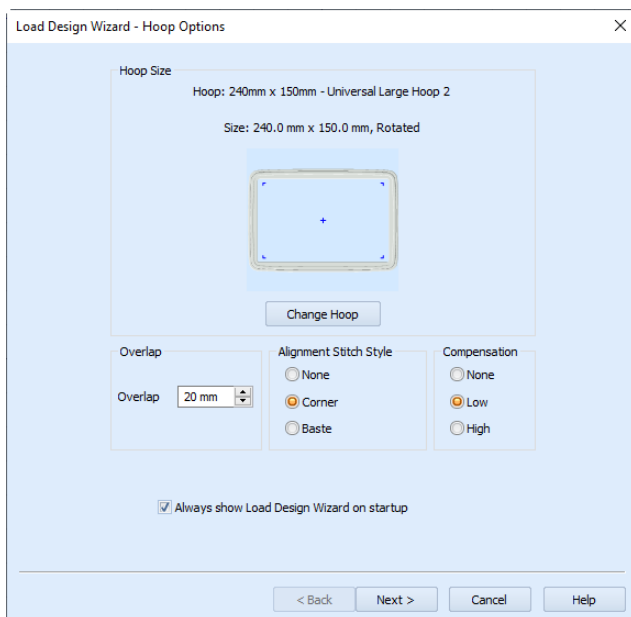 Load Design Wizard - Hoop Options
Hoop Size
Hoop: 240mm x 150mm - Universal Large Hoop 2
Size: 240.0 mm x 150.0 mm, Rotated
Change Hoop
Overlap
Overlap 20 mm
Alignment Stitch Style
None
Corner
Baste
Compensation
None
Low
High
Always show Load Design Wizard on startup
< Back Next > Cancel Help